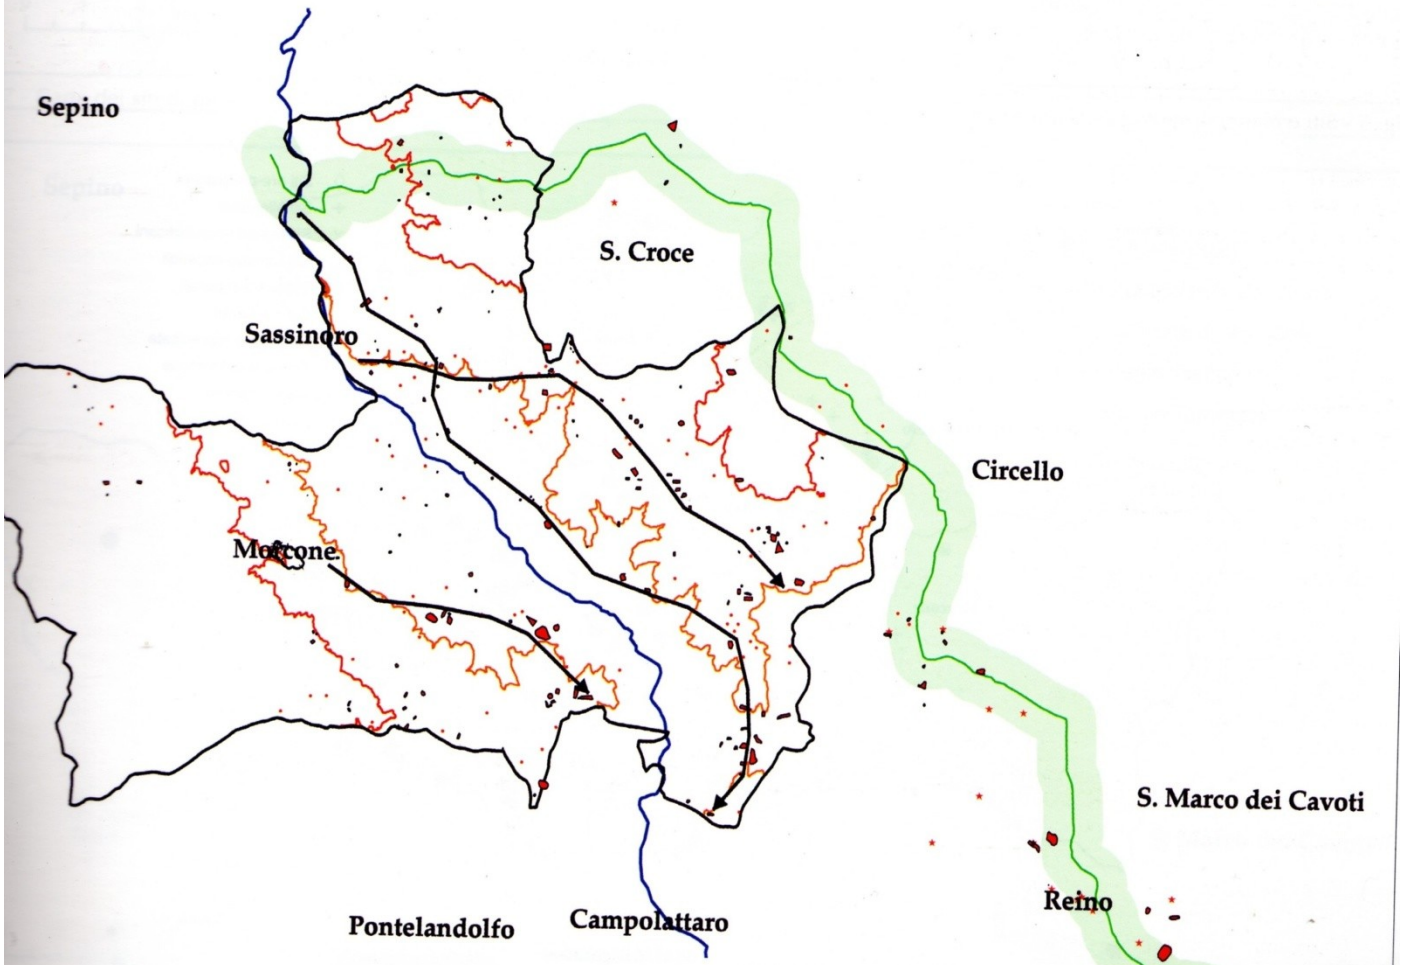 Sepino
S. Croce
Sassinoro
Circello
Morcone
S. Marco dei Cavoti
Reino
Pontelandolfo
Campolattaro